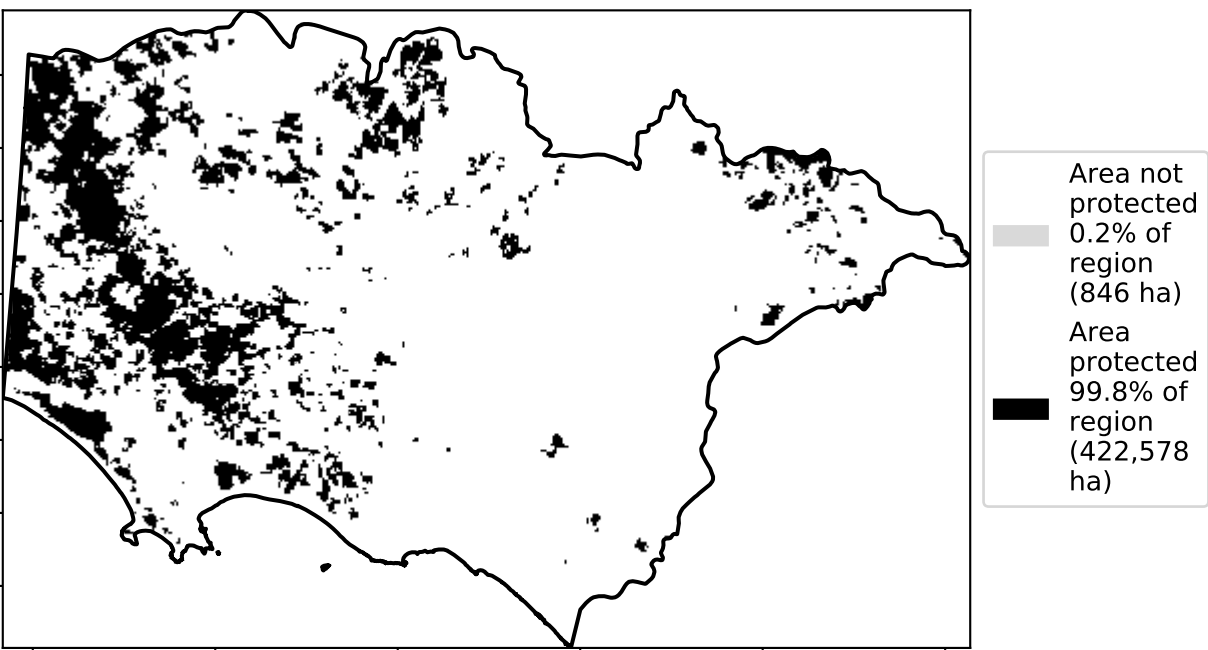 Area not
protected
0.2% of
region
(846 ha)
Area
protected
99.8% of
region
(422,578
ha)